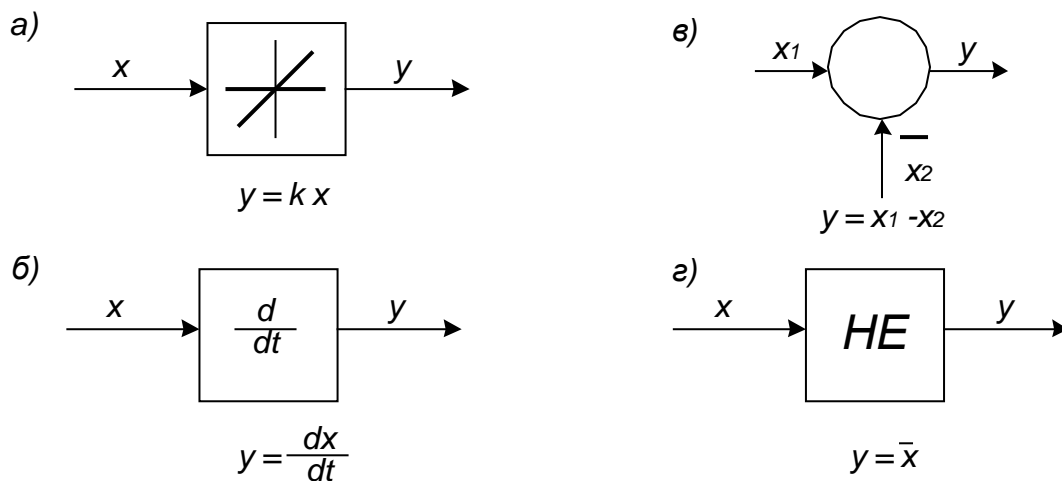 а)
x
y
y = k x
в)
x1
y
x2
y = x1 -x2
б)
x
d
dt
y
y = dx
dt
г)
x
НЕ
y
y = x̄